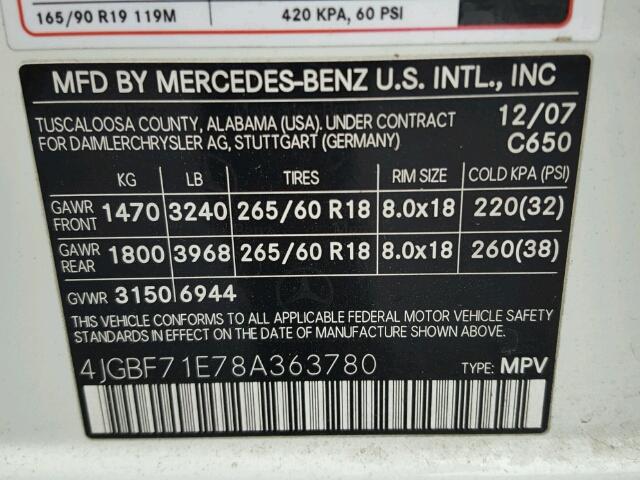 165/90 R19 119M 420 KPA, 60 PSI
MFD BY MERCEDES-BENZ U.S. INTL., INC
TUSCALOOSA COUNTY, ALABAMA (USA). UNDER CONTRACT 12/07
FOR DAIMLERCHRYSLER AG, STUTTGART (GERMANY) C650
KG LB TIRES RIM SIZE COLD KPA (PSI)
GAWR FRONT 1470 3240 265/60 R18 8.0x18 220(32)
GAWR REAR 1800 3968 265/60 R18 8.0x18 260(38)
GVWR 3150 6944
THIS VEHICLE CONFORMS TO ALL APPLICABLE FEDERAL MOTOR VEHICLE SAFETY
STANDARDS IN EFFECT ON THE DATE OF MANUFACTURE SHOWN ABOVE.
4JGBF71E78A363780 TYPE: MPV